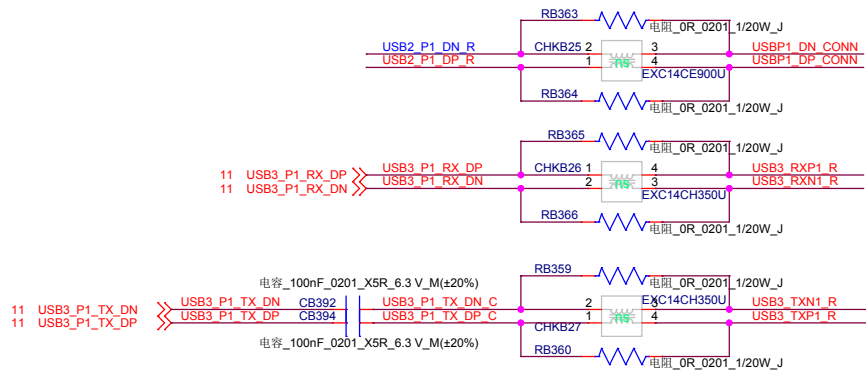 RB363
电阻_0R_0201_1/20W_J
USB2_P1_DN_R CHKB25 2 3 USBP1_DN_CONN
USB2_P1_DP_R 1 ns 4 USBP1_DP_CONN
EXC14CE900U
RB364
电阻_0R_0201_1/20W_J
RB365
电阻_0R_0201_1/20W_J
11 USB3_P1_RX_DP USB3_P1_RX_DP CHKB26 1 4 USB3_RXP1_R
11 USB3_P1_RX_DN USB3_P1_RX_DN 2 ns 3 USB3_RXN1_R
EXC14CH350U
RB366
电阻_0R_0201_1/20W_J
RB359
电容_100nF_0201_X5R_6.3 V_M(±20%) 电阻_0R_0201_1/20W_J
EXC14CH350U
11 USB3_P1_TX_DN USB3_P1_TX_DN CB392 USB3_P1_TX_DN_C 2 3 USB3_TXN1_R
11 USB3_P1_TX_DP USB3_P1_TX_DP CB394 USB3_P1_TX_DP_C 1 ns 4 USB3_TXP1_R
CHKB27
电容_100nF_0201_X5R_6.3 V_M(±20%) RB360
电阻_0R_0201_1/20W_J